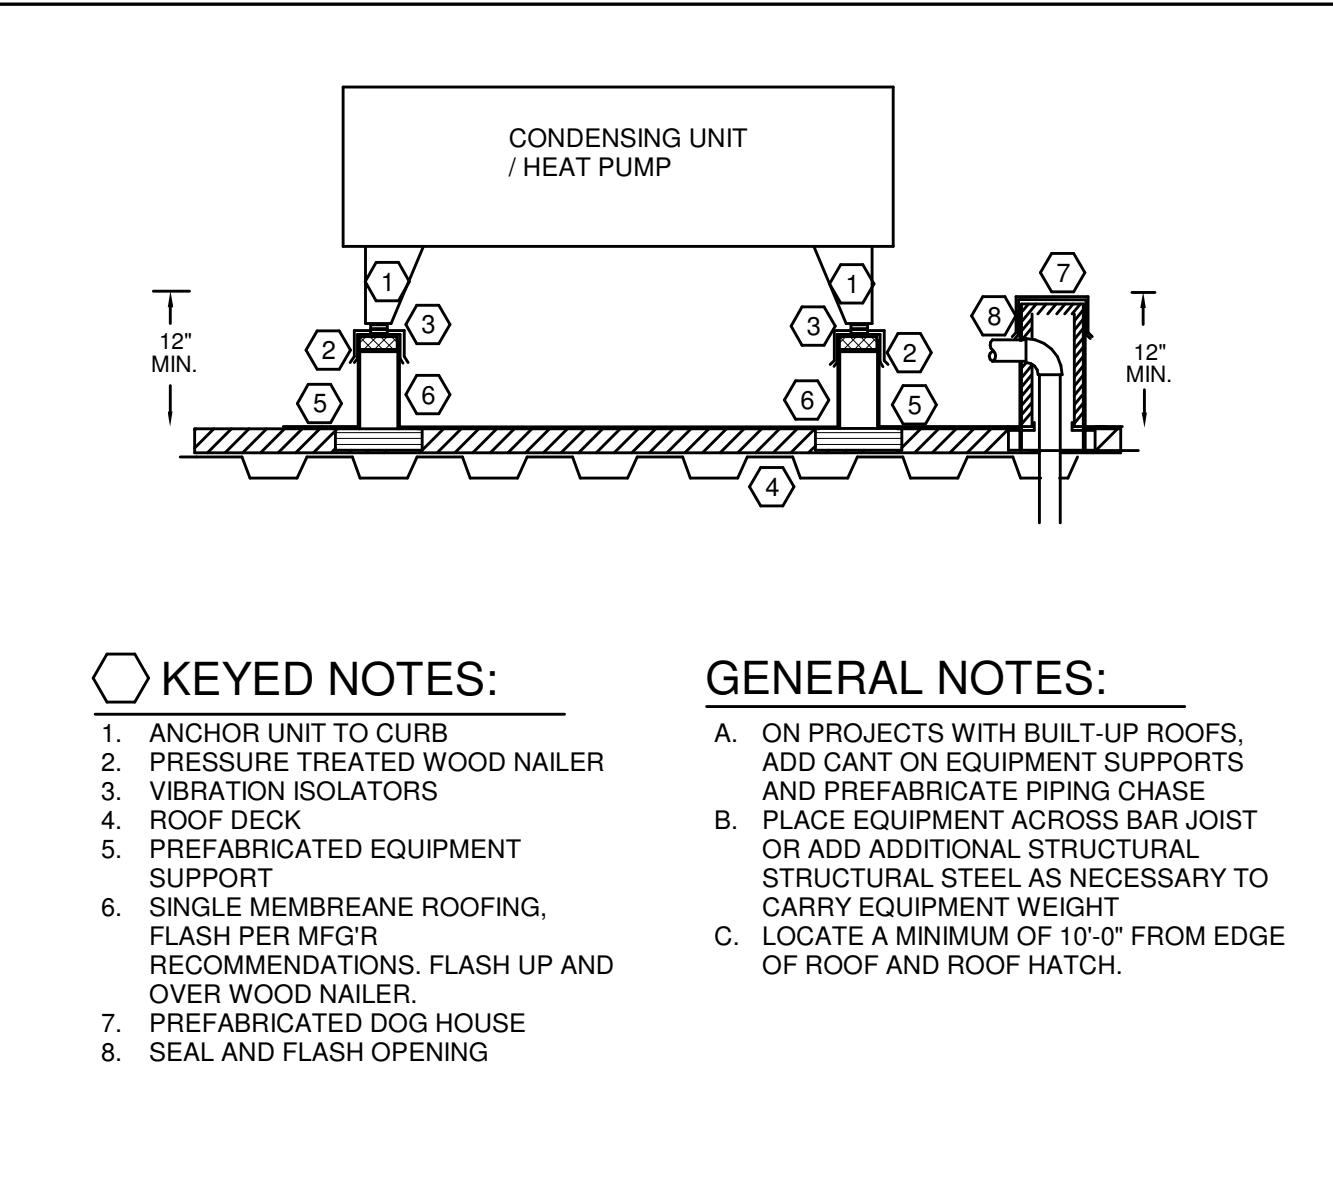 CONDENSING UNIT
/ HEAT PUMP
1
1
7
3
3
8
2
2
12"
MIN.
12"
MIN.
5
6
6
5
4
KEYED NOTES:
1. ANCHOR UNIT TO CURB
2. PRESSURE TREATED WOOD NAILER
3. VIBRATION ISOLATORS
4. ROOF DECK
5. PREFABRICATED EQUIPMENT
SUPPORT
6. SINGLE MEMBREANE ROOFING,
FLASH PER MFG'R
RECOMMENDATIONS. FLASH UP AND
OVER WOOD NAILER.
7. PREFABRICATED DOG HOUSE
8. SEAL AND FLASH OPENING
GENERAL NOTES:
A. ON PROJECTS WITH BUILT-UP ROOFS,
ADD CANT ON EQUIPMENT SUPPORTS
AND PREFABRICATE PIPING CHASE
B. PLACE EQUIPMENT ACROSS BAR JOIST
OR ADD ADDITIONAL STRUCTURAL
STRUCTURAL STEEL AS NECESSARY TO
CARRY EQUIPMENT WEIGHT
C. LOCATE A MINIMUM OF 10'-0" FROM EDGE
OF ROOF AND ROOF HATCH.